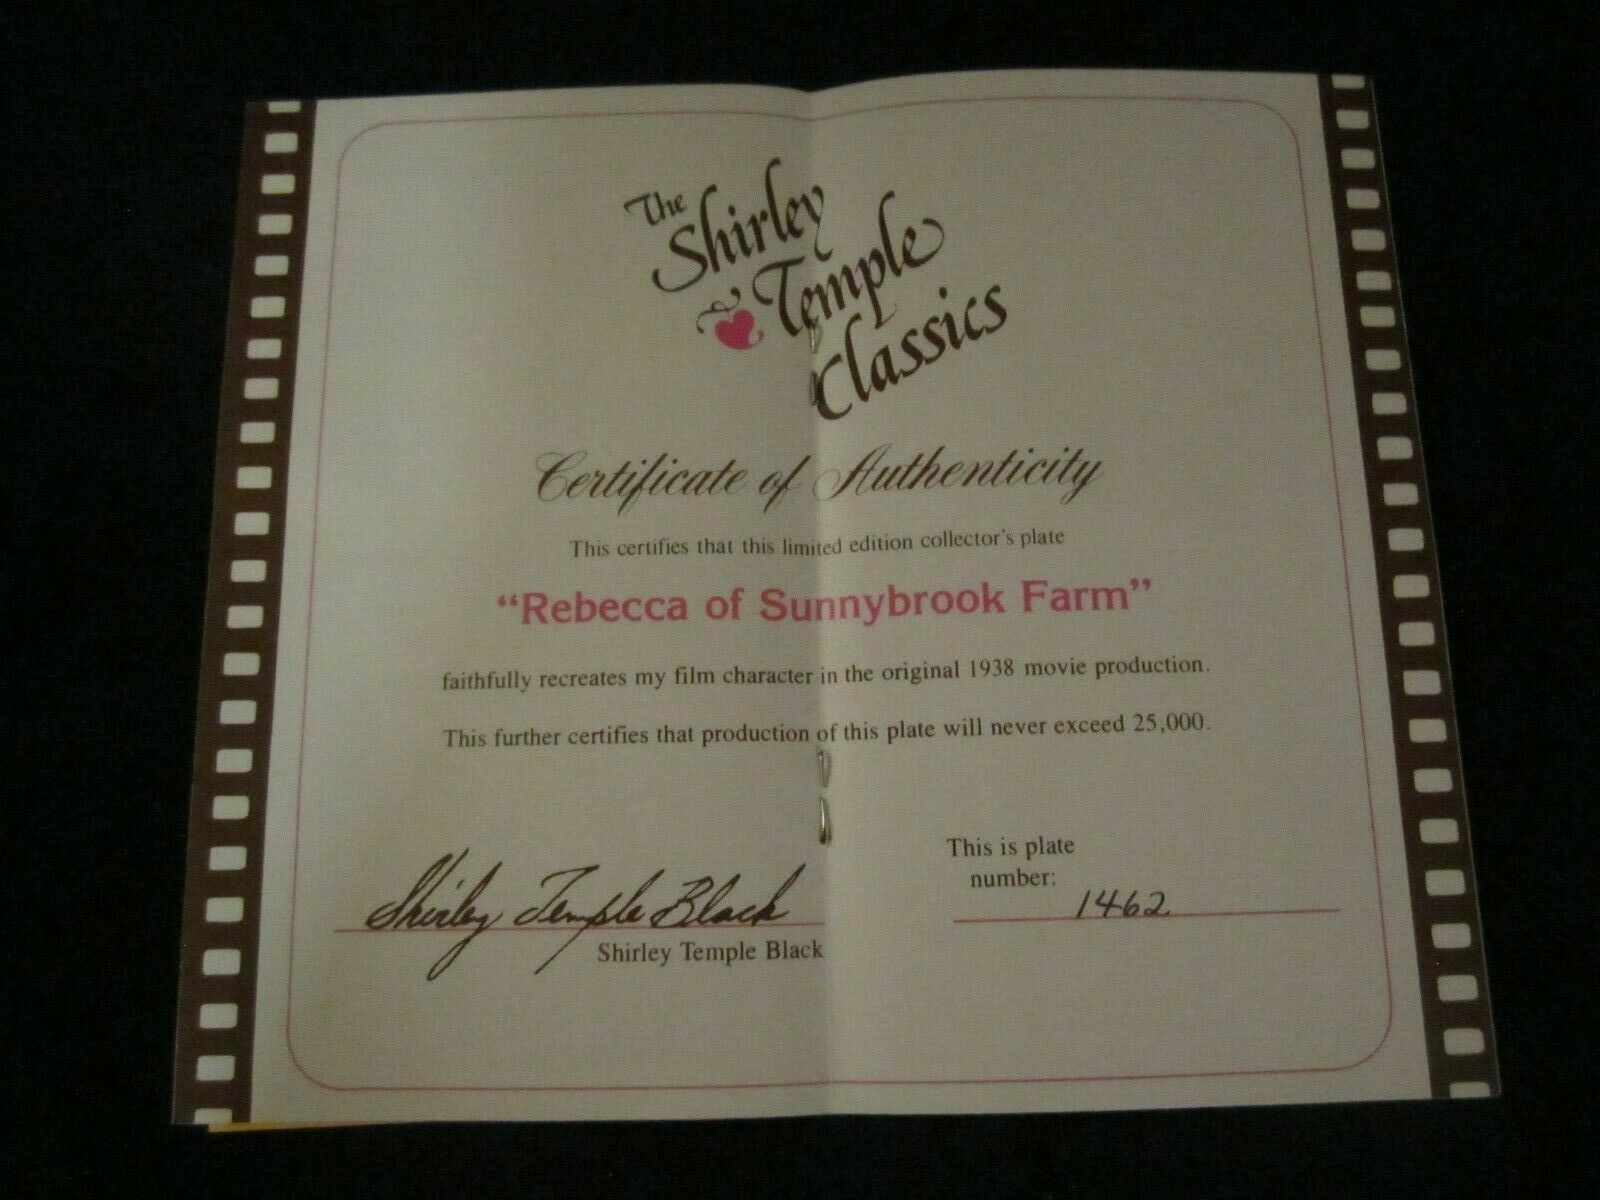 The
Shirley
Temple
Classics
Certificate of Authenticity
This certifies that this limited edition collector's plate
“Rebecca of Sunnybrook Farm”
faithfully recreates my film character in the original 1938 movie production.
This further certifies that production of this plate will never exceed 25,000.
Shirley Temple Black
Shirley Temple Black
This is plate
number:
1462